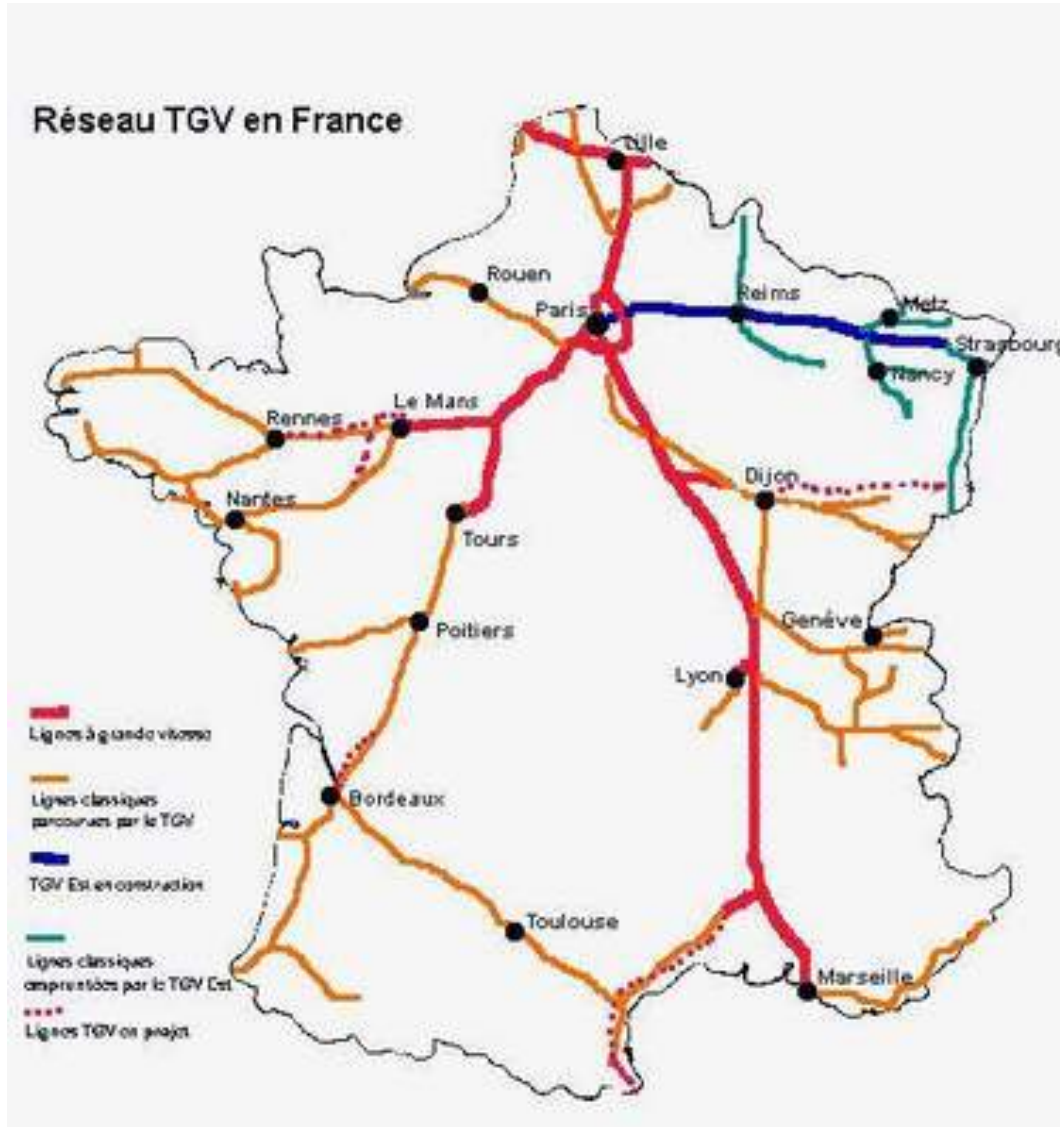 Réseau TGV en France
Lille
Rouen
Reims
Metz
Paris
Strasbourg
Nancy
Le Mans
Rennes
Dijon
Nantes
Tours
Genéve
Poitiers
Lyon
Lignes à grande vitesse
Bordeaux
Lignes classiques
parcourues par le TGV
TGV Est en construction
Toulouse
Lignes classiques
empruntées par le TGV Est
Marseille
Lignes TGV en projet